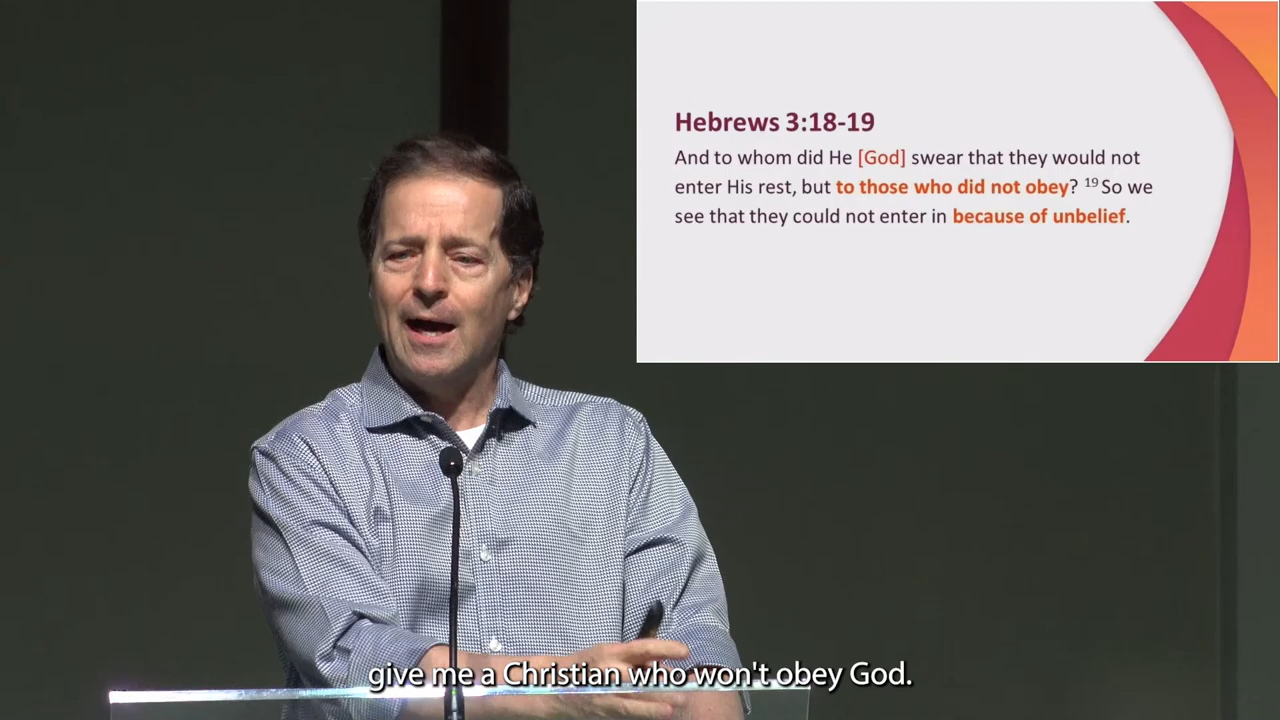 Hebrews 3:18-19
And to whom did He [God] swear that they would not
enter His rest, but to those who did not obey? 19 So we
see that they could not enter in because of unbelief.
give me a Christian who won't obey God.